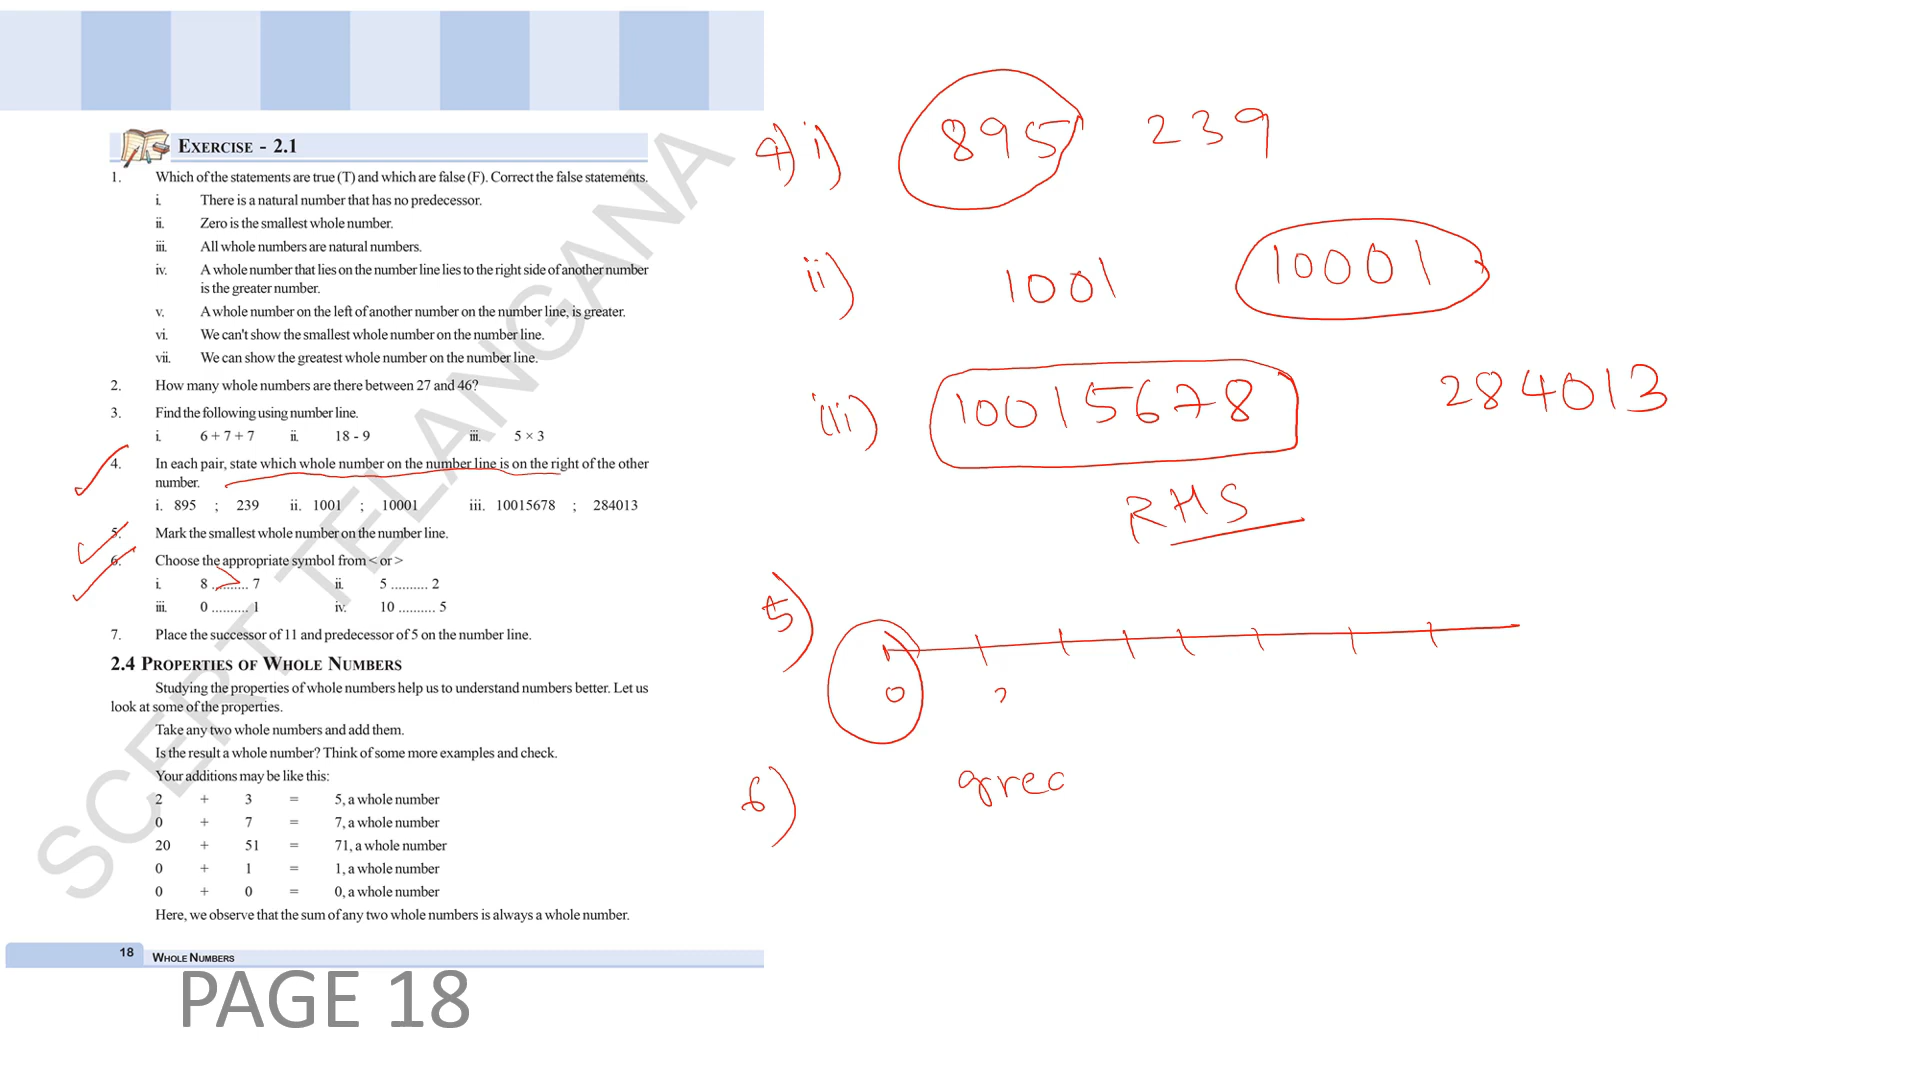 EXERCISE - 2.1
1. Which of the statements are true (T) and which are false (F). Correct the false statements.
i. There is a natural number that has no predecessor.
ii. Zero is the smallest whole number.
iii. All whole numbers are natural numbers.
iv. A whole number that lies on the number line lies to the right side of another number
is the greater number.
v. A whole number on the left of another number on the number line, is greater.
vi. We can't show the smallest whole number on the number line.
vii. We can show the greatest whole number on the number line.
2. How many whole numbers are there between 27 and 46?
3. Find the following using number line.
i. 6 + 7 + 7 ii. 18 - 9 iii. 5 × 3
4. In each pair, state which whole number on the number line is on the right of the other
number.
i. 895 ; 239 ii. 1001 ; 10001 iii. 10015678 ; 284013
5. Mark the smallest whole number on the number line.
6. Choose the appropriate symbol from < or >
i. 8 .......... 7 ii. 5 .......... 2
>
iii. 0 .......... 1 iv. 10 .......... 5
7. Place the successor of 11 and predecessor of 5 on the number line.
2.4 PROPERTIES OF WHOLE NUMBERS
Studying the properties of whole numbers help us to understand numbers better. Let us
look at some of the properties.
Take any two whole numbers and add them.
Is the result a whole number? Think of some more examples and check.
Your additions may be like this:
2 + 3 = 5, a whole number
0 + 7 = 7, a whole number
20 + 51 = 71, a whole number
0 + 1 = 1, a whole number
0 + 0 = 0, a whole number
Here, we observe that the sum of any two whole numbers is always a whole number.
18 WHOLE NUMBERS
PAGE 18
SCERT TELANGANA
4) i) 895 239
ii) 1001 10001
iii) 10015678 284013
RHS
5)
0
6) grea